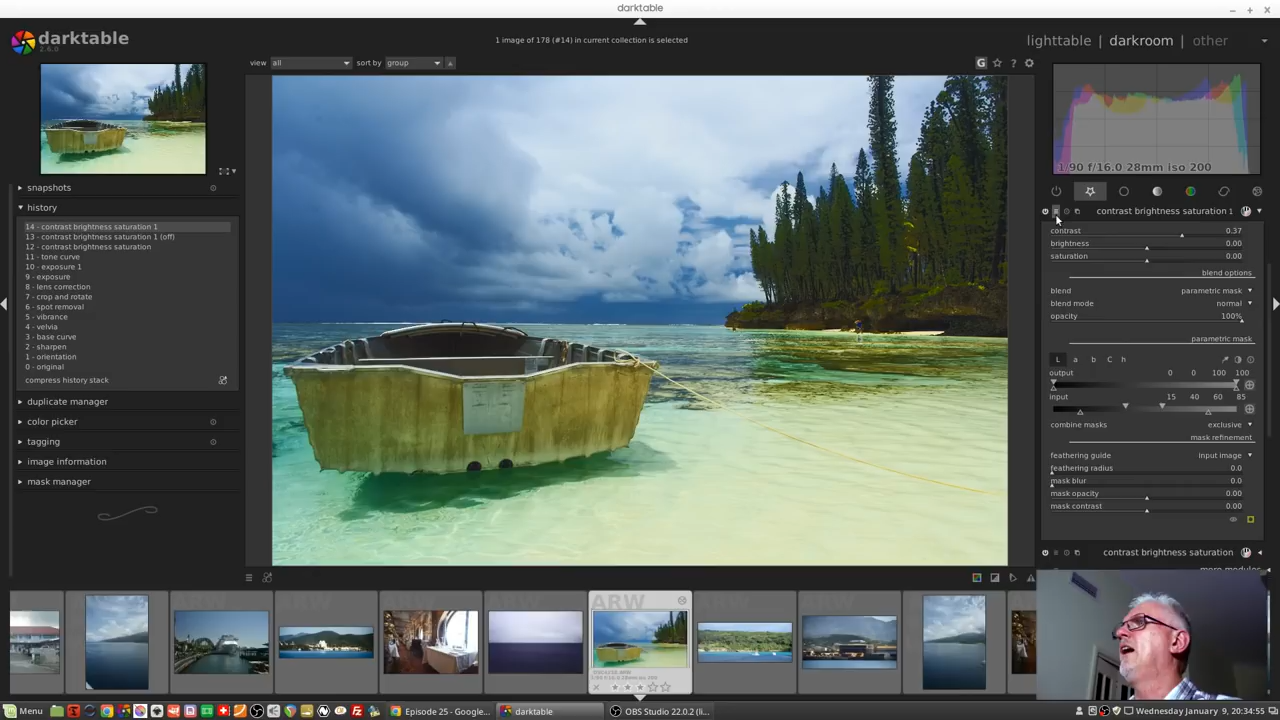 darktable
darktable
2.6.0
1 image of 178 (#14) in current collection is selected
lighttable | darkroom | other
view all sort by group
G ☆ ?
1/90 f/16.0 28mm iso 200
snapshots
history
14 - contrast brightness saturation 1
13 - contrast brightness saturation 1 (off)
12 - contrast brightness saturation
11 - tone curve
10 - exposure 1
9 - exposure
8 - lens correction
7 - crop and rotate
6 - spot removal
5 - vibrance
4 - velvia
3 - base curve
2 - sharpen
1 - orientation
0 - original
compress history stack
duplicate manager
color picker
tagging
image information
mask manager
contrast brightness saturation 1
contrast 0.37
brightness 0.00
saturation 0.00
blend options
blend parametric mask
blend mode normal
opacity 100%
parametric mask
L a b C h
output 0 0 100 100
input 15 40 60 85
combine masks exclusive
mask refinement
feathering guide input image
feathering radius 0.0
mask blur 0.0
mask opacity 0.00
mask contrast 0.00
contrast brightness saturation
more modules
ARW
Menu
Episode 25 - Google...
darktable
OBS Studio 22.0.2 (li...
Wednesday January 9, 20:34:55